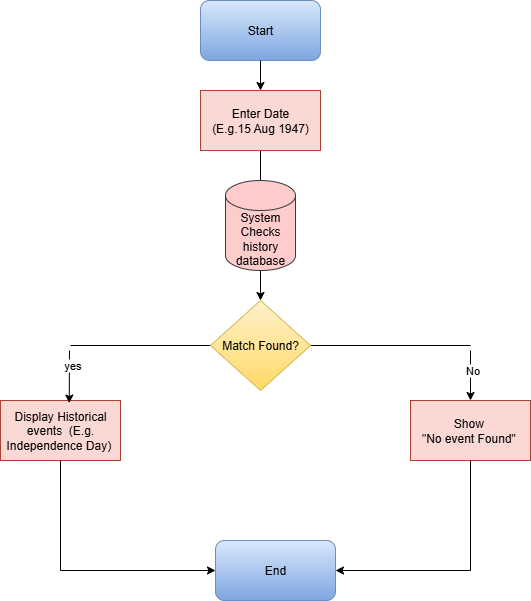 Start
Enter Date
(E.g.15 Aug 1947)
System
Checks
history
database
Match Found?
yes
No
Display Historical
events (E.g.
Independence Day)
Show
"No event Found"
End